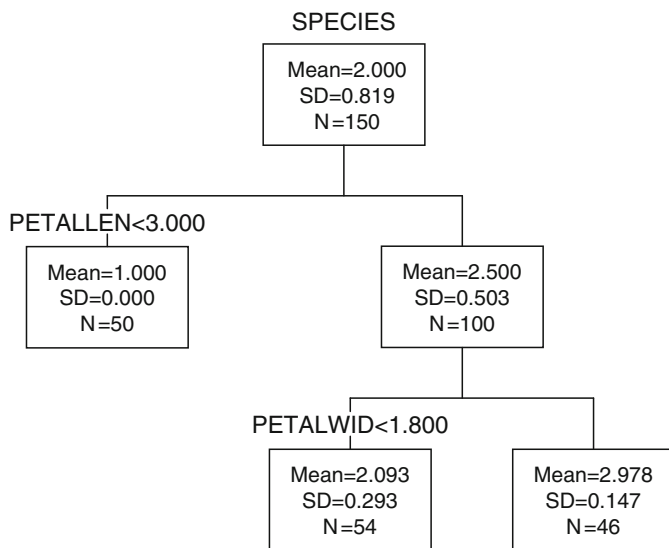 SPECIES
Mean=2.000
SD=0.819
N=150
PETALLEN<3.000
Mean=1.000
SD=0.000
N=50
Mean=2.500
SD=0.503
N=100
PETALWID<1.800
Mean=2.093
SD=0.293
N=54
Mean=2.978
SD=0.147
N=46